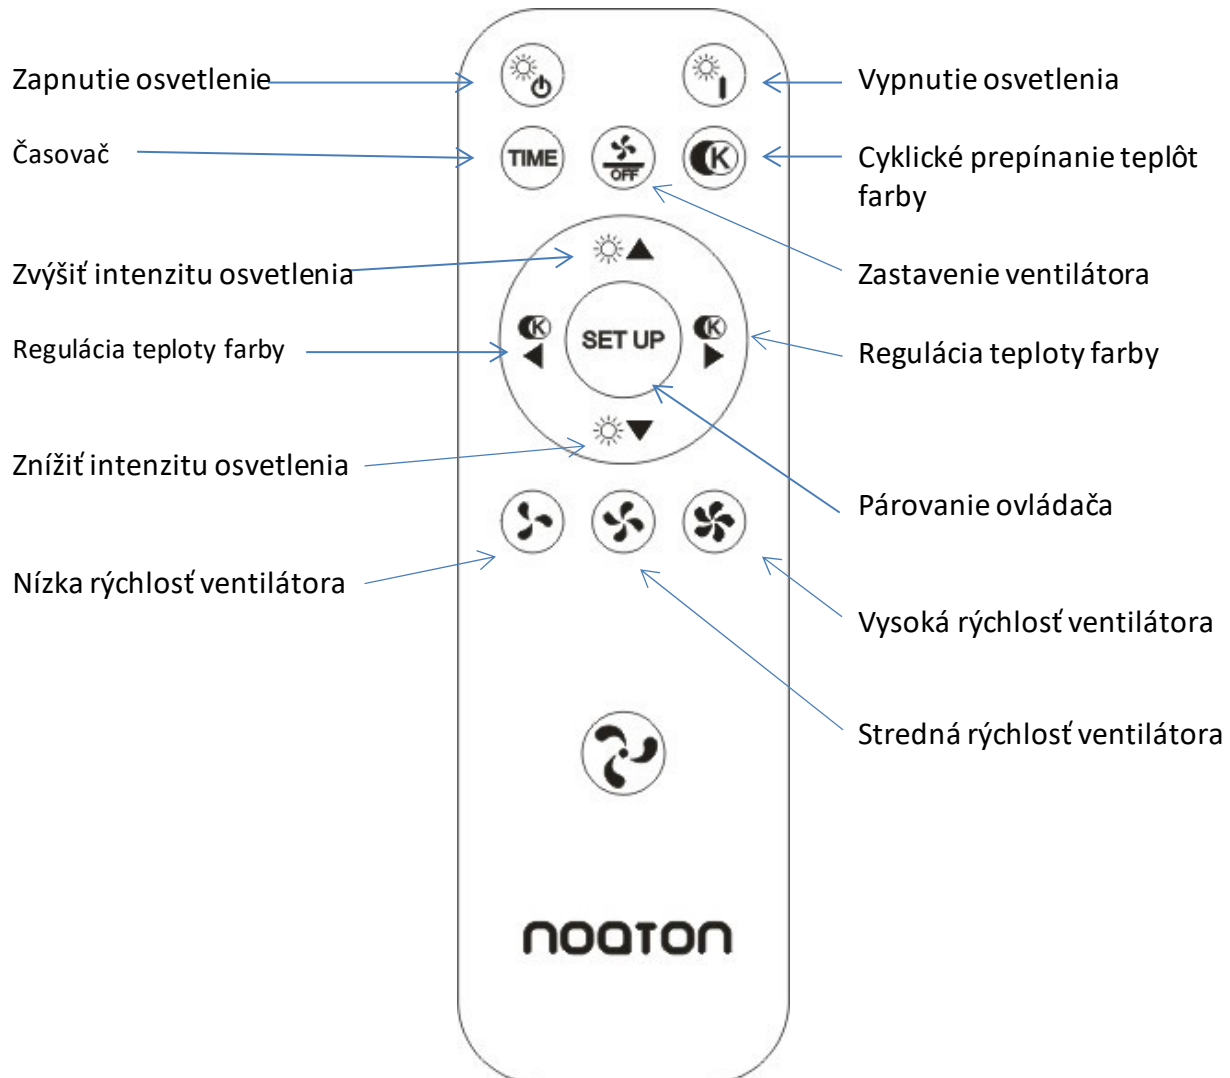 Zapnutie osvetlenie
Vypnutie osvetlenia
Časovač
TIME
OFF
K
Cyklické prepínanie teplôt
farby
Zvýšiť intenzitu osvetlenia
Zastavenie ventilátora
Regulácia teploty farby
K
SET UP
K
Regulácia teploty farby
Znížiť intenzitu osvetlenia
Párovanie ovládača
Nízka rýchlosť ventilátora
Vysoká rýchlosť ventilátora
Stredná rýchlosť ventilátora
noaton